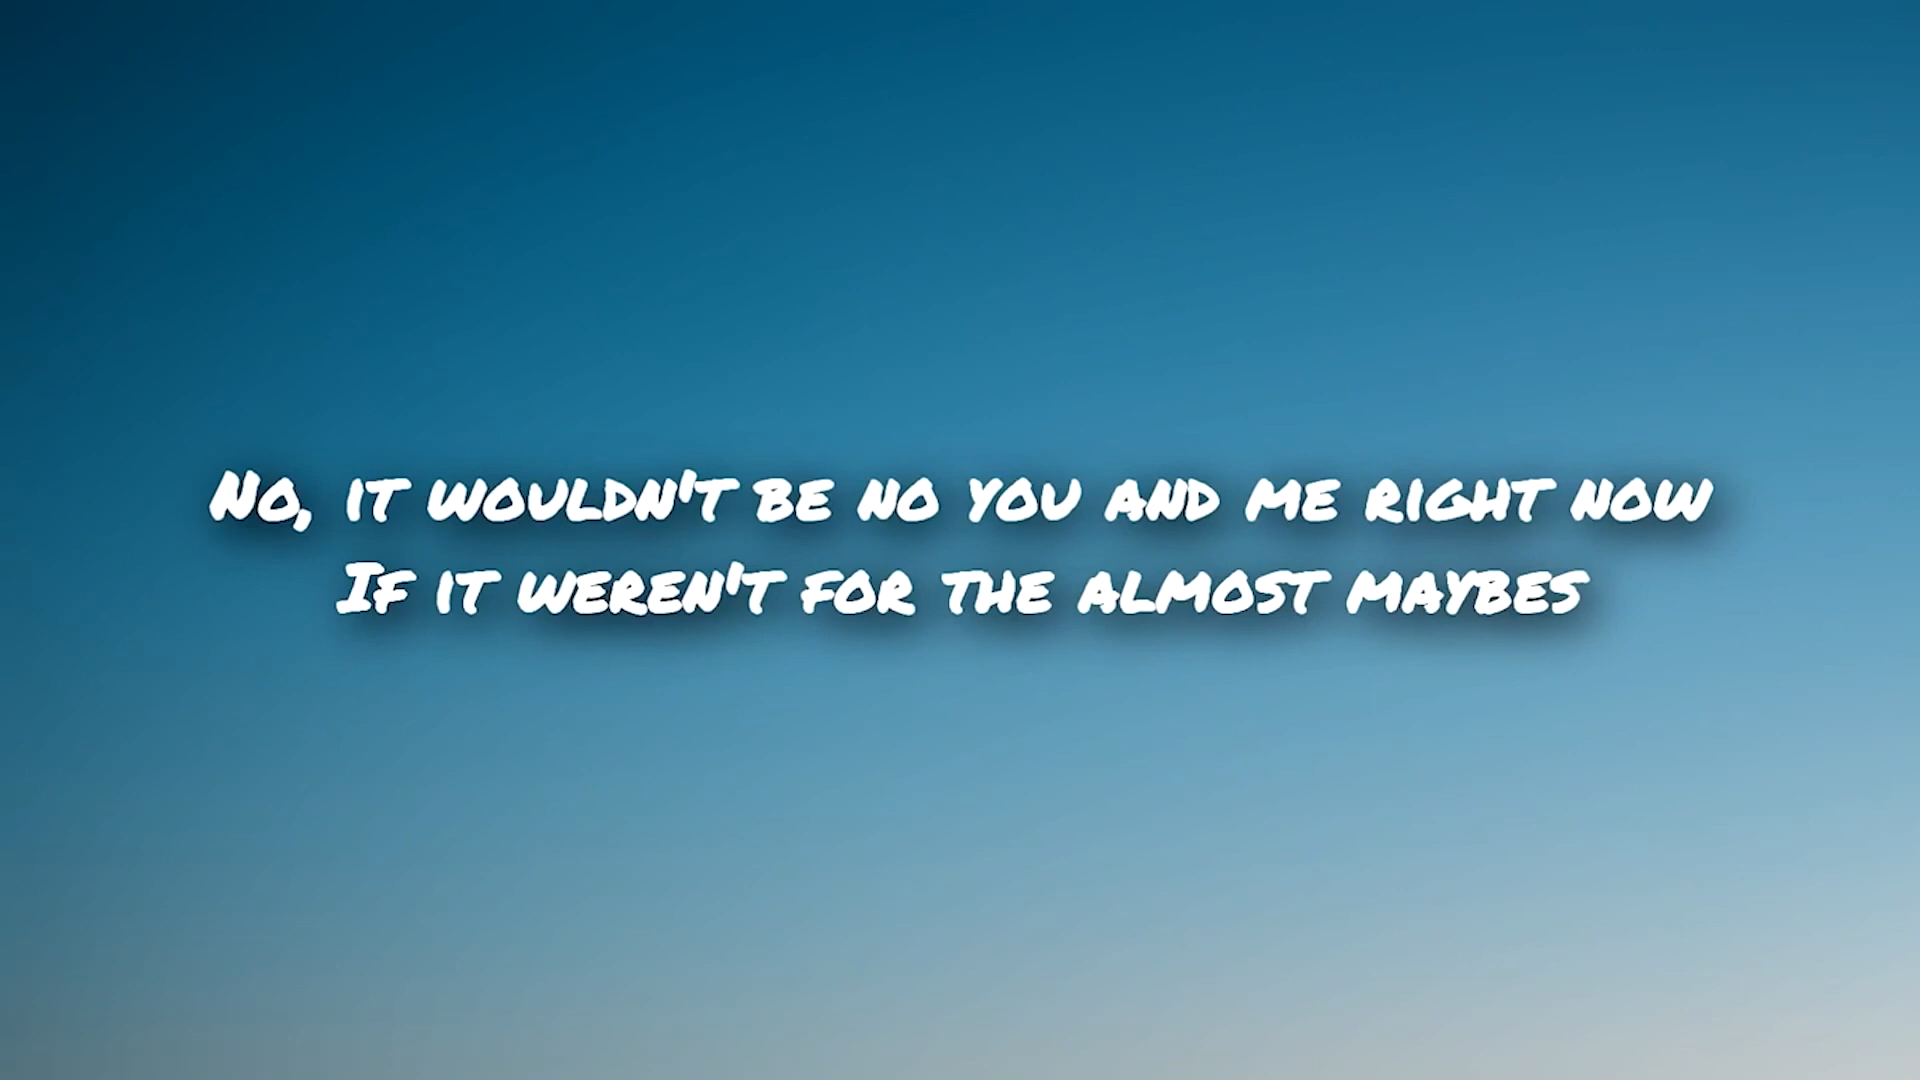 No, it wouldn't be no you and me right now
If it weren't for the almost maybes